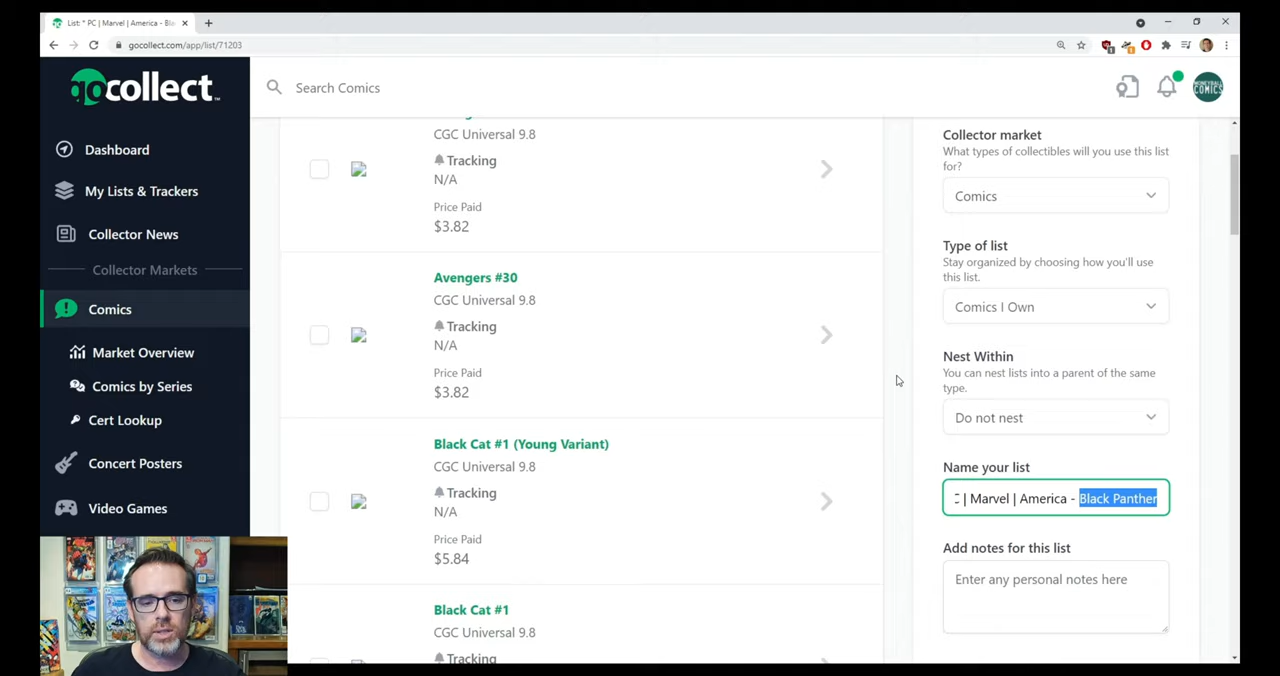 List: * PC | Marvel | America - Bla
gocollect.com/app/list/71203
gocollect
Search Comics
MONEYBALL
COMICS
Dashboard
My Lists & Trackers
Collector News
Collector Markets
Comics
Market Overview
Comics by Series
Cert Lookup
Concert Posters
Video Games
CGC Universal 9.8
Tracking
N/A
Price Paid
$3.82
Avengers #30
CGC Universal 9.8
Tracking
N/A
Price Paid
$3.82
Black Cat #1 (Young Variant)
CGC Universal 9.8
Tracking
N/A
Price Paid
$5.84
Black Cat #1
CGC Universal 9.8
Tracking
Collector market
What types of collectibles will you use this list
for?
Comics
Type of list
Stay organized by choosing how you'll use
this list.
Comics I Own
Nest Within
You can nest lists into a parent of the same
type.
Do not nest
Name your list
| Marvel | America - Black Panther
Add notes for this list
Enter any personal notes here